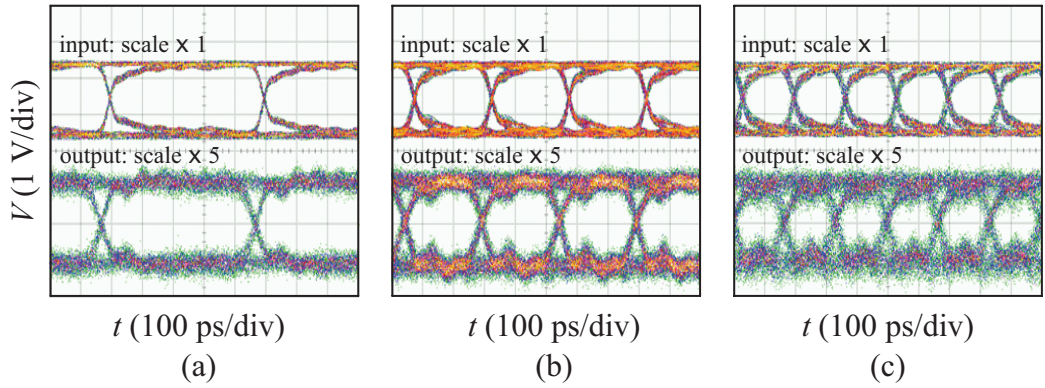 input: scale x 1
input: scale x 1
input: scale x 1
V (1 V/div)
output: scale x 5
output: scale x 5
output: scale x 5
t (100 ps/div)
t (100 ps/div)
t (100 ps/div)
(a)
(b)
(c)